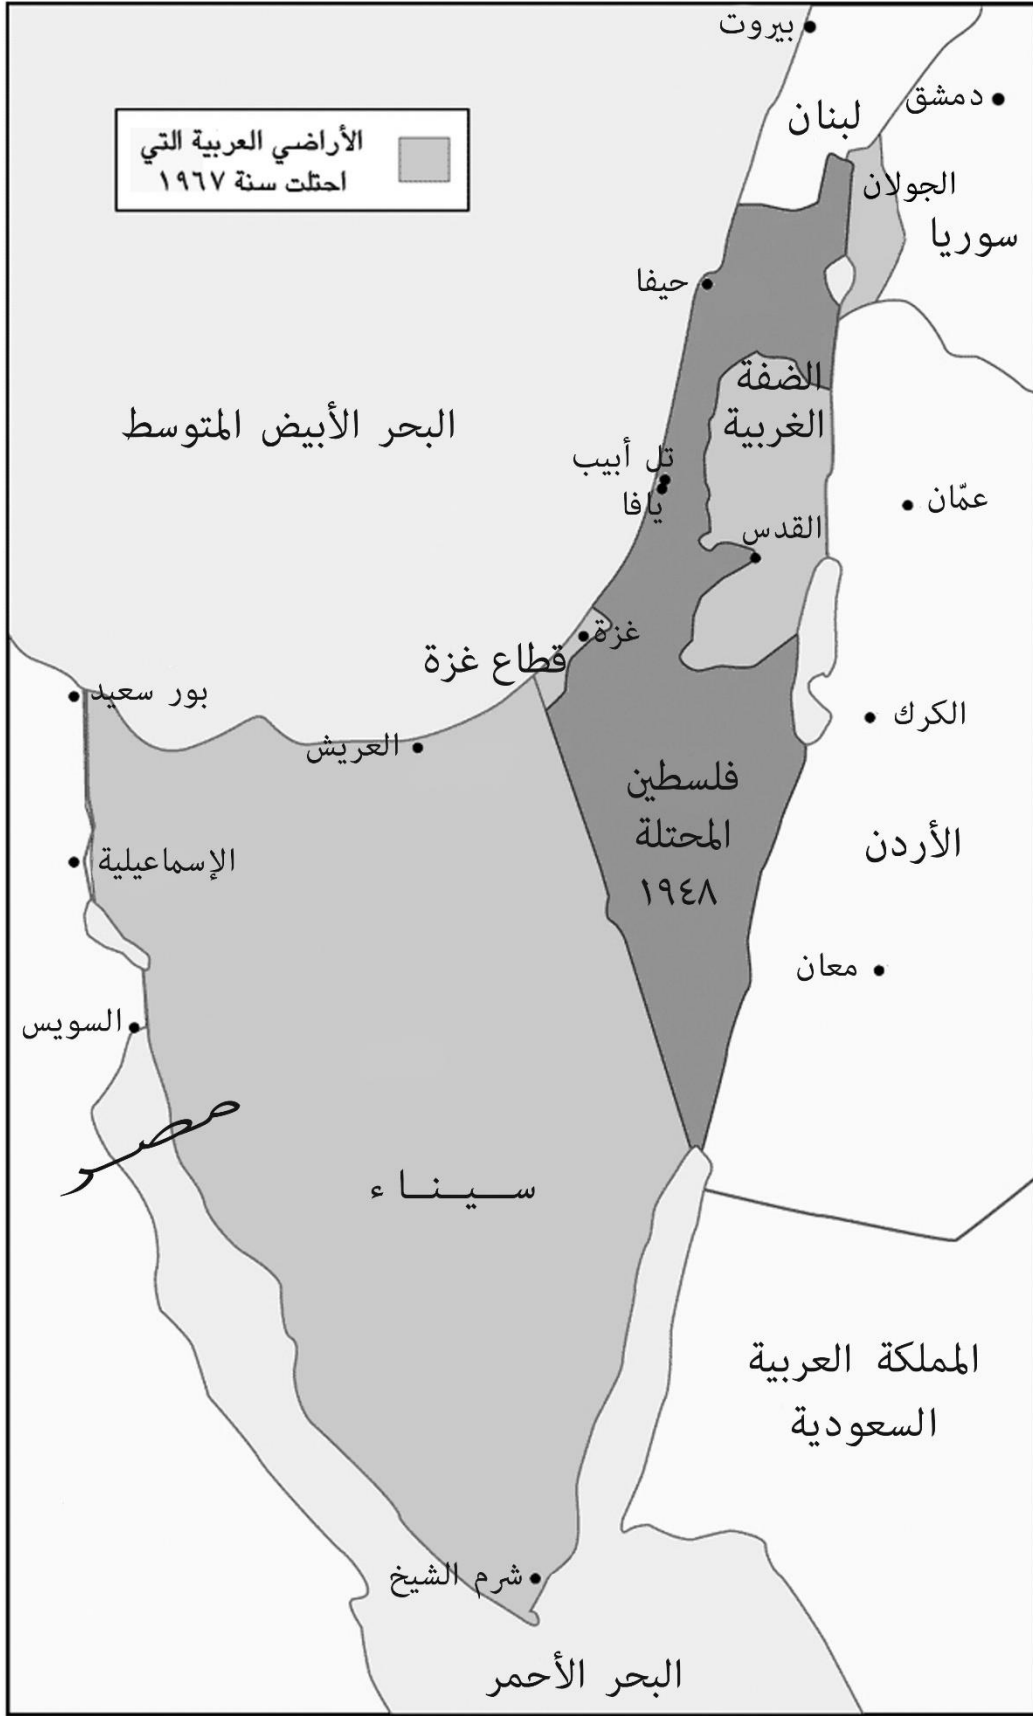 بيروت
دمشق
لبنان
الأراضي العربية التي
احتلت سنة ١٩٦٧
الجولان
سوريا
حيفا
الضفة
الغربية
البحر الأبيض المتوسط
تل أبيب
يافا
عمّان
القدس
غزة
قطاع غزة
بور سعيد
الكرك
العريش
فلسطين
المحتلة
١٩٤٨
الأردن
الإسماعيلية
معان
السويس
مصر
سيناء
المملكة العربية
السعودية
شرم الشيخ
البحر الأحمر